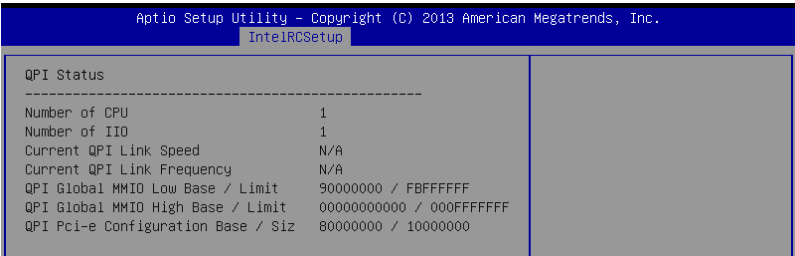 Aptio Setup Utility – Copyright (C) 2013 American Megatrends, Inc.
IntelRCSetup
QPI Status
--------------------------------------------------
Number of CPU 1
Number of IIO 1
Current QPI Link Speed N/A
Current QPI Link Frequency N/A
QPI Global MMIO Low Base / Limit 90000000 / FBFFFFFF
QPI Global MMIO High Base / Limit 00000000000 / 000FFFFFFF
QPI Pci-e Configuration Base / Siz 80000000 / 10000000